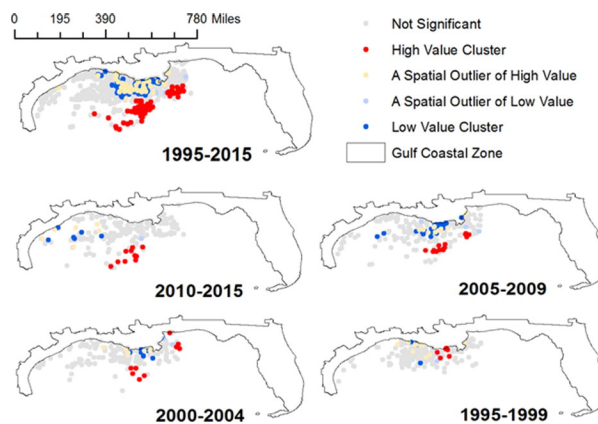 0 195 390 780 Miles
Not Significant
High Value Cluster
A Spatial Outlier of High Value
A Spatial Outlier of Low Value
Low Value Cluster
Gulf Coastal Zone
1995-2015
2010-2015
2005-2009
2000-2004
1995-1999